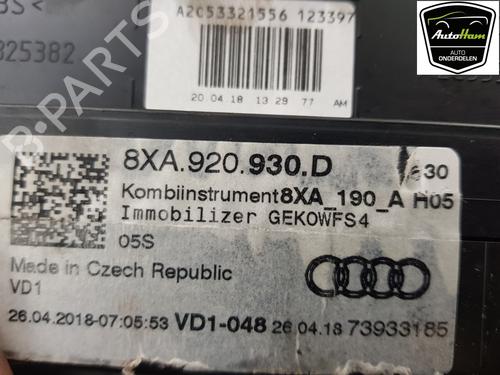 BS<
325382
A2C53321556 123397
20.04.18 13 29 77 AM
AutoHam
AUTO
ONDERDELEN
B-PARTS
8XA.920.930.D
630
Kombiinstrument8XA_190_A H05
Immobilizer GEKOWFS4
05S
Made in Czech Republic
VD1
26.04.2018-07:05:53 VD1-048 26.04.18 73933185